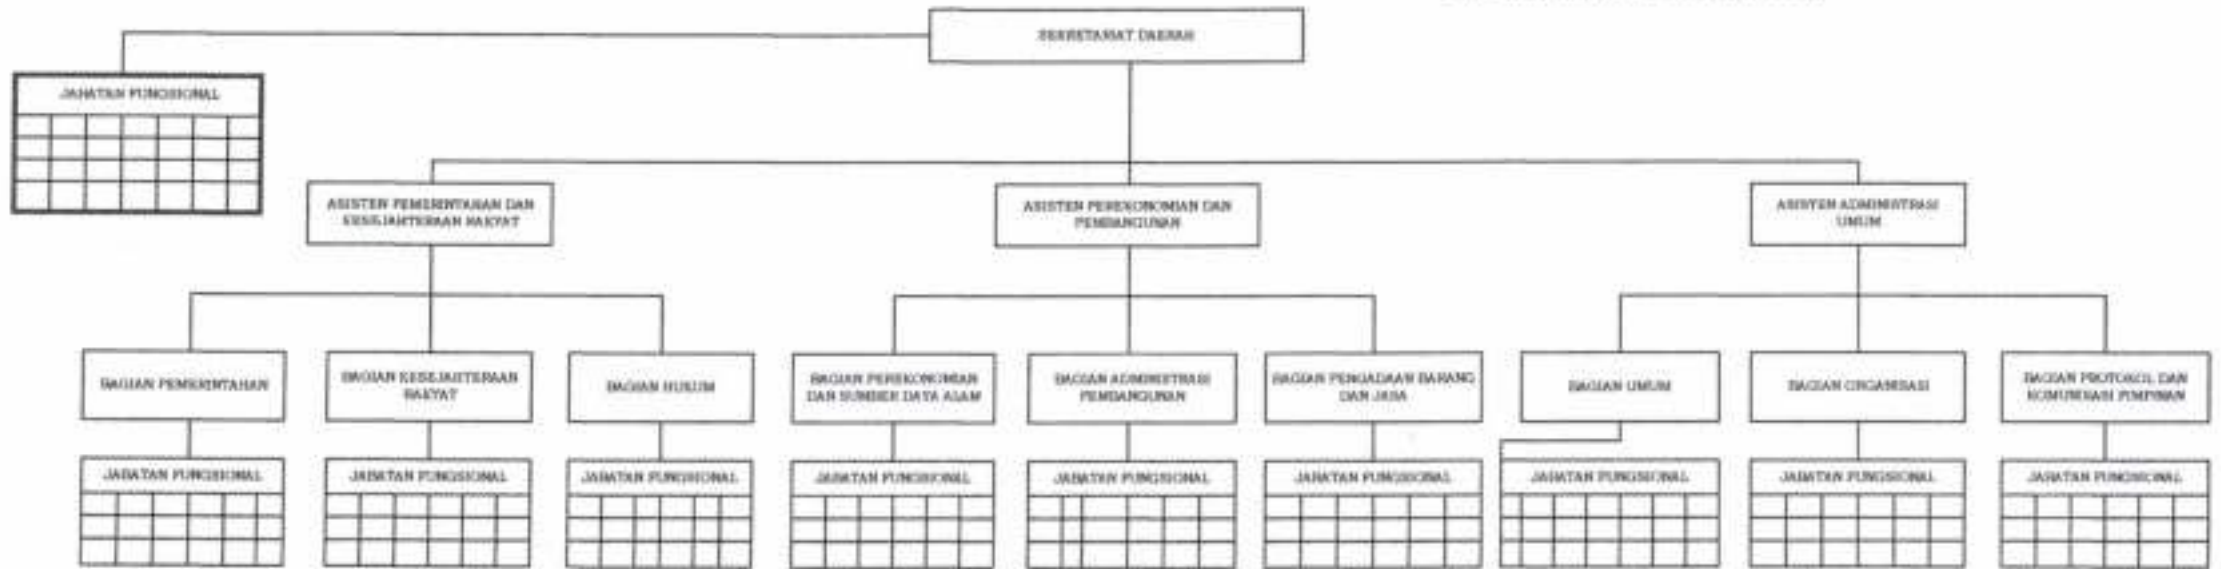 SEKRETARIAT DAERAH
JABATAN FUNGSIONAL
ASISTEN PEMERINTAHAN DAN
KESEJAHTERAAN RAKYAT
ASISTEN PEREKONOMIAN DAN
PEMBANGUNAN
ASISTEN ADMINISTRASI
UMUM
BAGIAN PEMERINTAHAN
BAGIAN KESEJAHTERAAN
RAKYAT
BAGIAN HUKUM
BAGIAN PEREKONOMIAN
DAN SUMBER DAYA ALAM
BAGIAN ADMINISTRASI
PEMBANGUNAN
BAGIAN PENGADAAN BARANG
DAN JASA
BAGIAN UMUM
BAGIAN ORGANISASI
BAGIAN PROTOKOL DAN
KOMUNIKASI PIMPINAN
JABATAN FUNGSIONAL
JABATAN FUNGSIONAL
JABATAN FUNGSIONAL
JABATAN FUNGSIONAL
JABATAN FUNGSIONAL
JABATAN FUNGSIONAL
JABATAN FUNGSIONAL
JABATAN FUNGSIONAL
JABATAN FUNGSIONAL